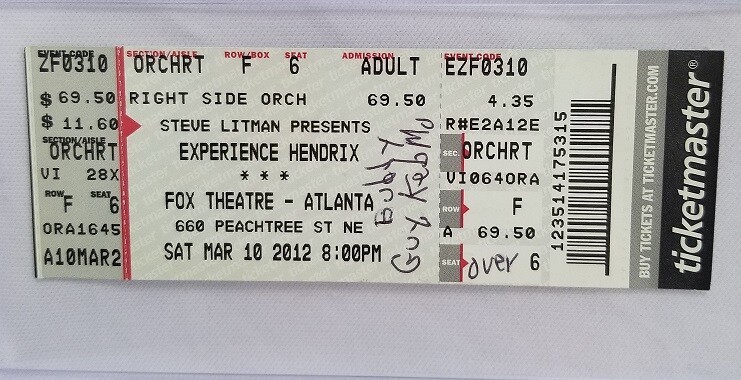 EVENT CODE
ZF0310
$ 69.50
$ 11.60
SECTION/AISLE
ORCHRT
VI 28X
ROW SEAT
F 6
ORA1645
A10MAR2
SECTION/AISLE ROW/BOX SEAT ADMISSION
ORCHRT F 6 ADULT
RIGHT SIDE ORCH 69.50
STEVE LITMAN PRESENTS
EXPERIENCE HENDRIX
* * *
FOX THEATRE - ATLANTA
660 PEACHTREE ST NE
SAT MAR 10 2012 8:00PM
Buddy
Guy
EVENT CODE
EZF0310
4.35
R#E2A12E
SEC. ORCHRT
VI064ORA
ROW F
A 69.50
SEAT over 6
123514175315
BUY TICKETS AT TICKETMASTER.COM
ticketmaster®